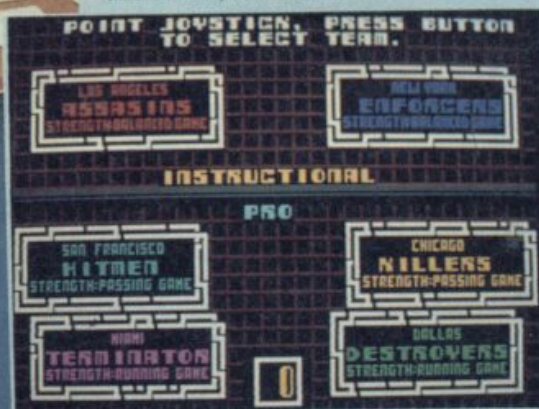 POINT JOYSTICK, PRESS BUTTON
TO SELECT TEAM.
LOS ANGELES
ASSASINS
STRENGTH:BALANCED GAME
NEW YORK
ENFORCERS
STRENGTH:BALANCED GAME
INSTRUCTIONAL
PRO
SAN FRANCISCO
HITMEN
STRENGTH:PASSING GAME
CHICAGO
KILLERS
STRENGTH:PASSING GAME
MIAMI
TERMINATOR
STRENGTH:RUNNING GAME
DALLAS
DESTROYERS
STRENGTH:RUNNING GAME